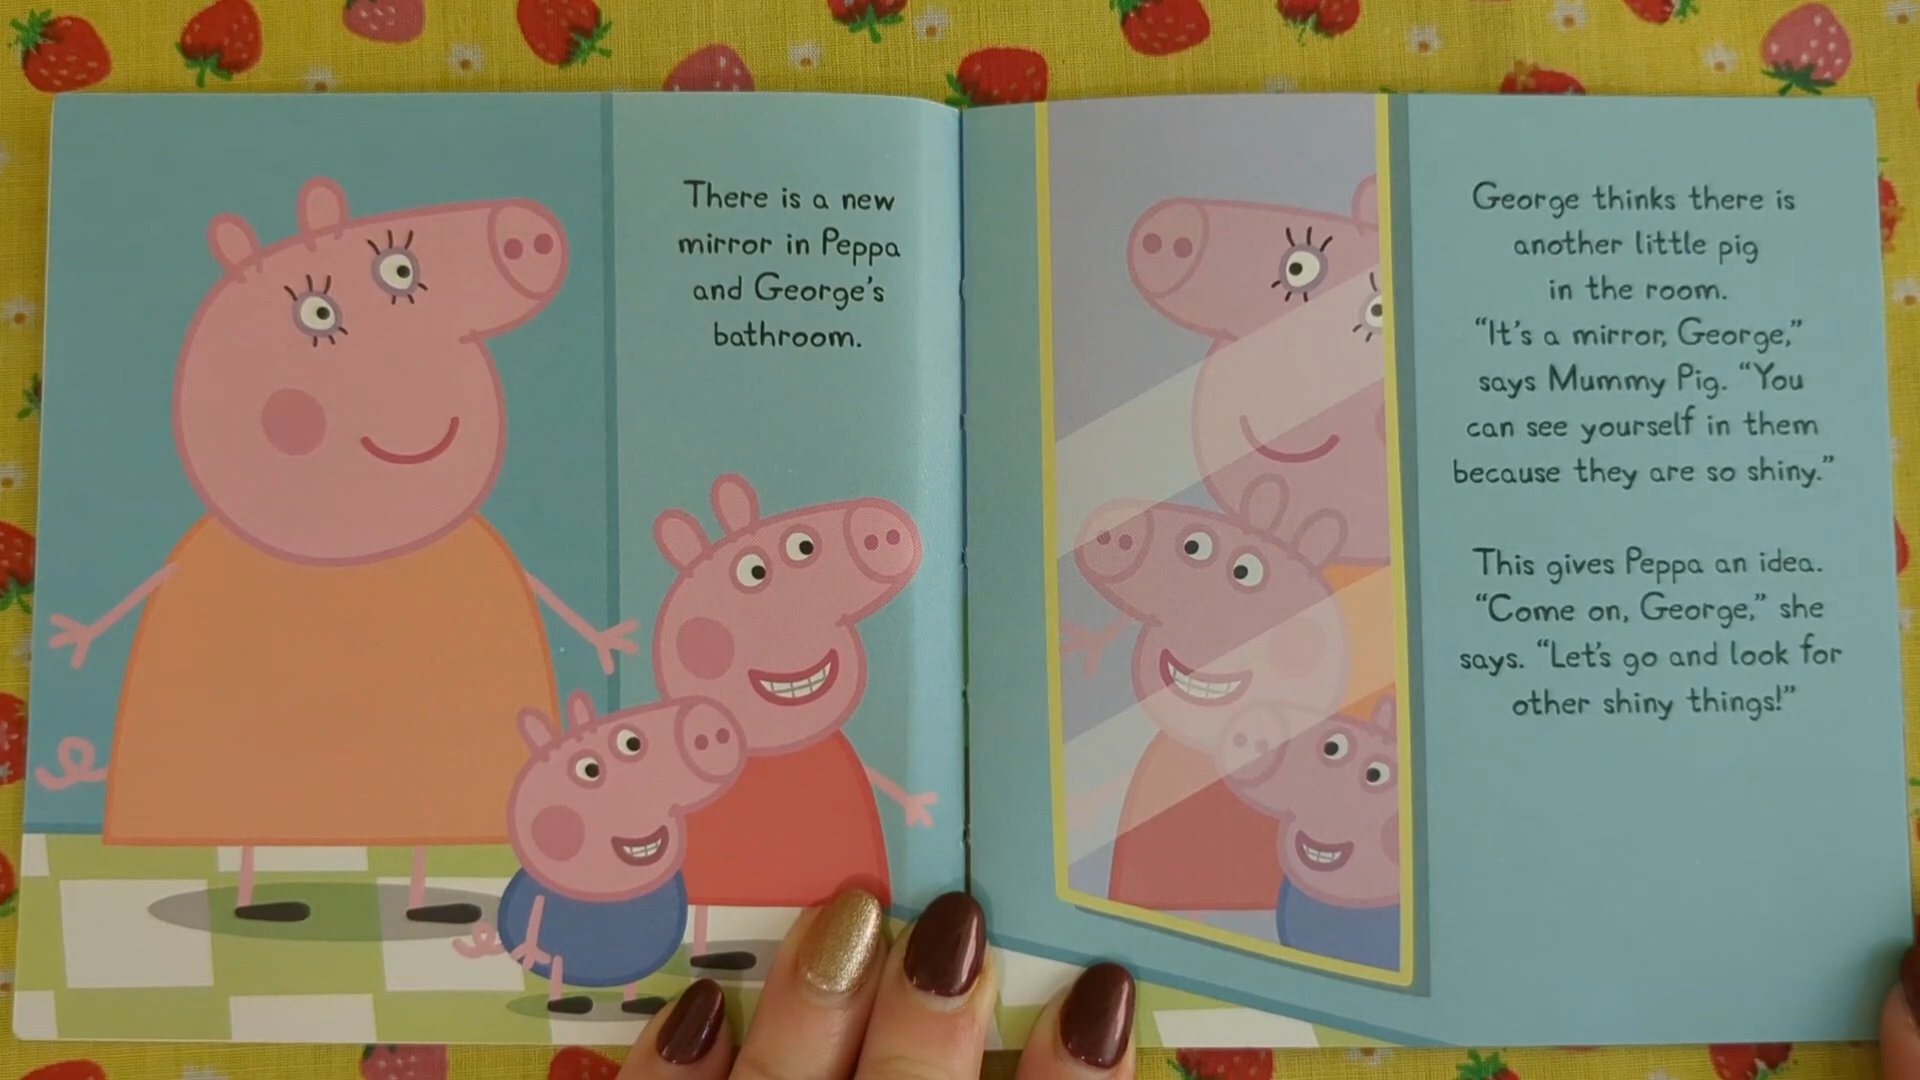 There is a new
mirror in Peppa
and George's
bathroom.
George thinks there is
another little pig
in the room.
“It's a mirror, George,”
says Mummy Pig. “You
can see yourself in them
because they are so shiny.”
This gives Peppa an idea.
“Come on, George,” she
says. “Let's go and look for
other shiny things!”